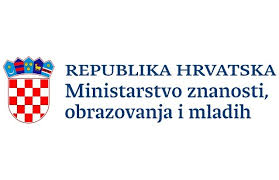 REPUBLIKA HRVATSKA
Ministarstvo znanosti,
obrazovanja i mladih